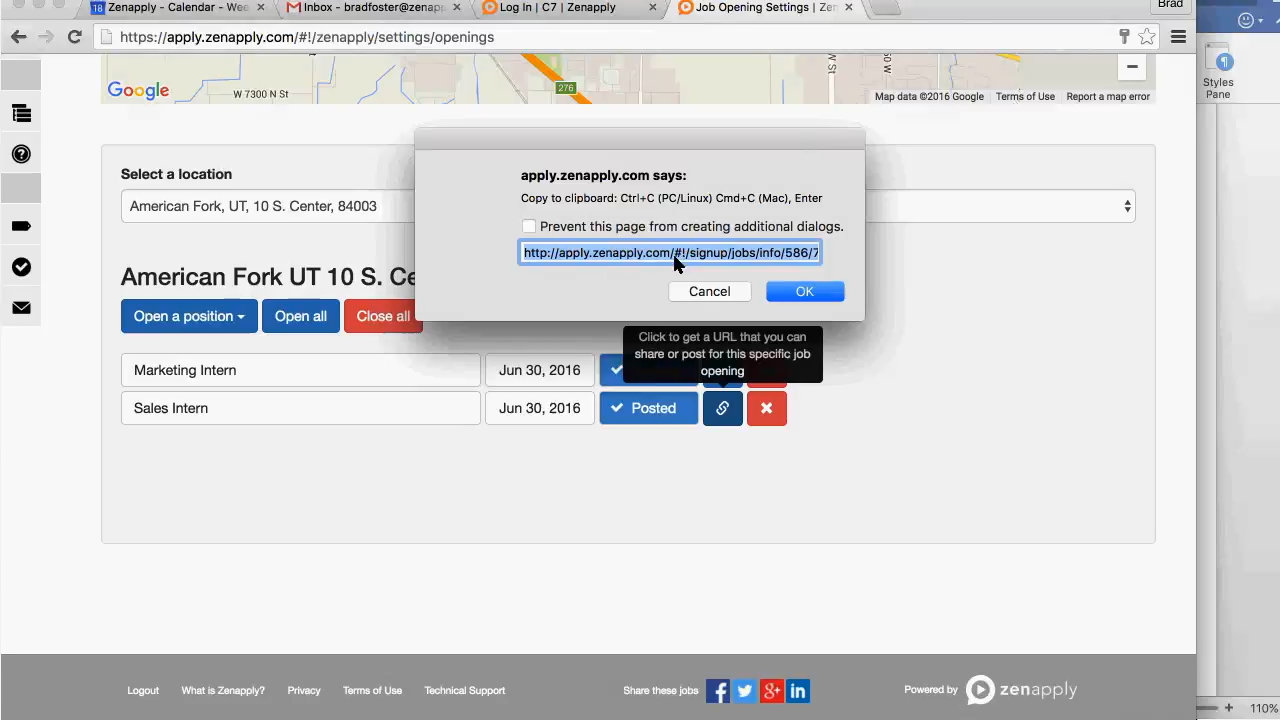 Zenapply - Calendar - Wee
Inbox - bradfoster@zenapp
Log In | C7 | Zenapply
Job Opening Settings | Zen
Brad
https://apply.zenapply.com/#!/zenapply/settings/openings
Google
W 7300 N St
276
Map data ©2016 Google
Terms of Use
Report a map error
Styles
Pane
Select a location
American Fork, UT, 10 S. Center, 84003
apply.zenapply.com says:
Copy to clipboard: Ctrl+C (PC/Linux) Cmd+C (Mac), Enter
Prevent this page from creating additional dialogs.
http://apply.zenapply.com/#!/signup/jobs/info/586/7
Cancel
OK
American Fork UT 10 S. Ce
Open a position
Open all
Close all
Click to get a URL that you can
share or post for this specific job
opening
Marketing Intern
Jun 30, 2016
Sales Intern
Jun 30, 2016
Posted
Logout
What is Zenapply?
Privacy
Terms of Use
Technical Support
Share these jobs
Powered by
zenapply
110%